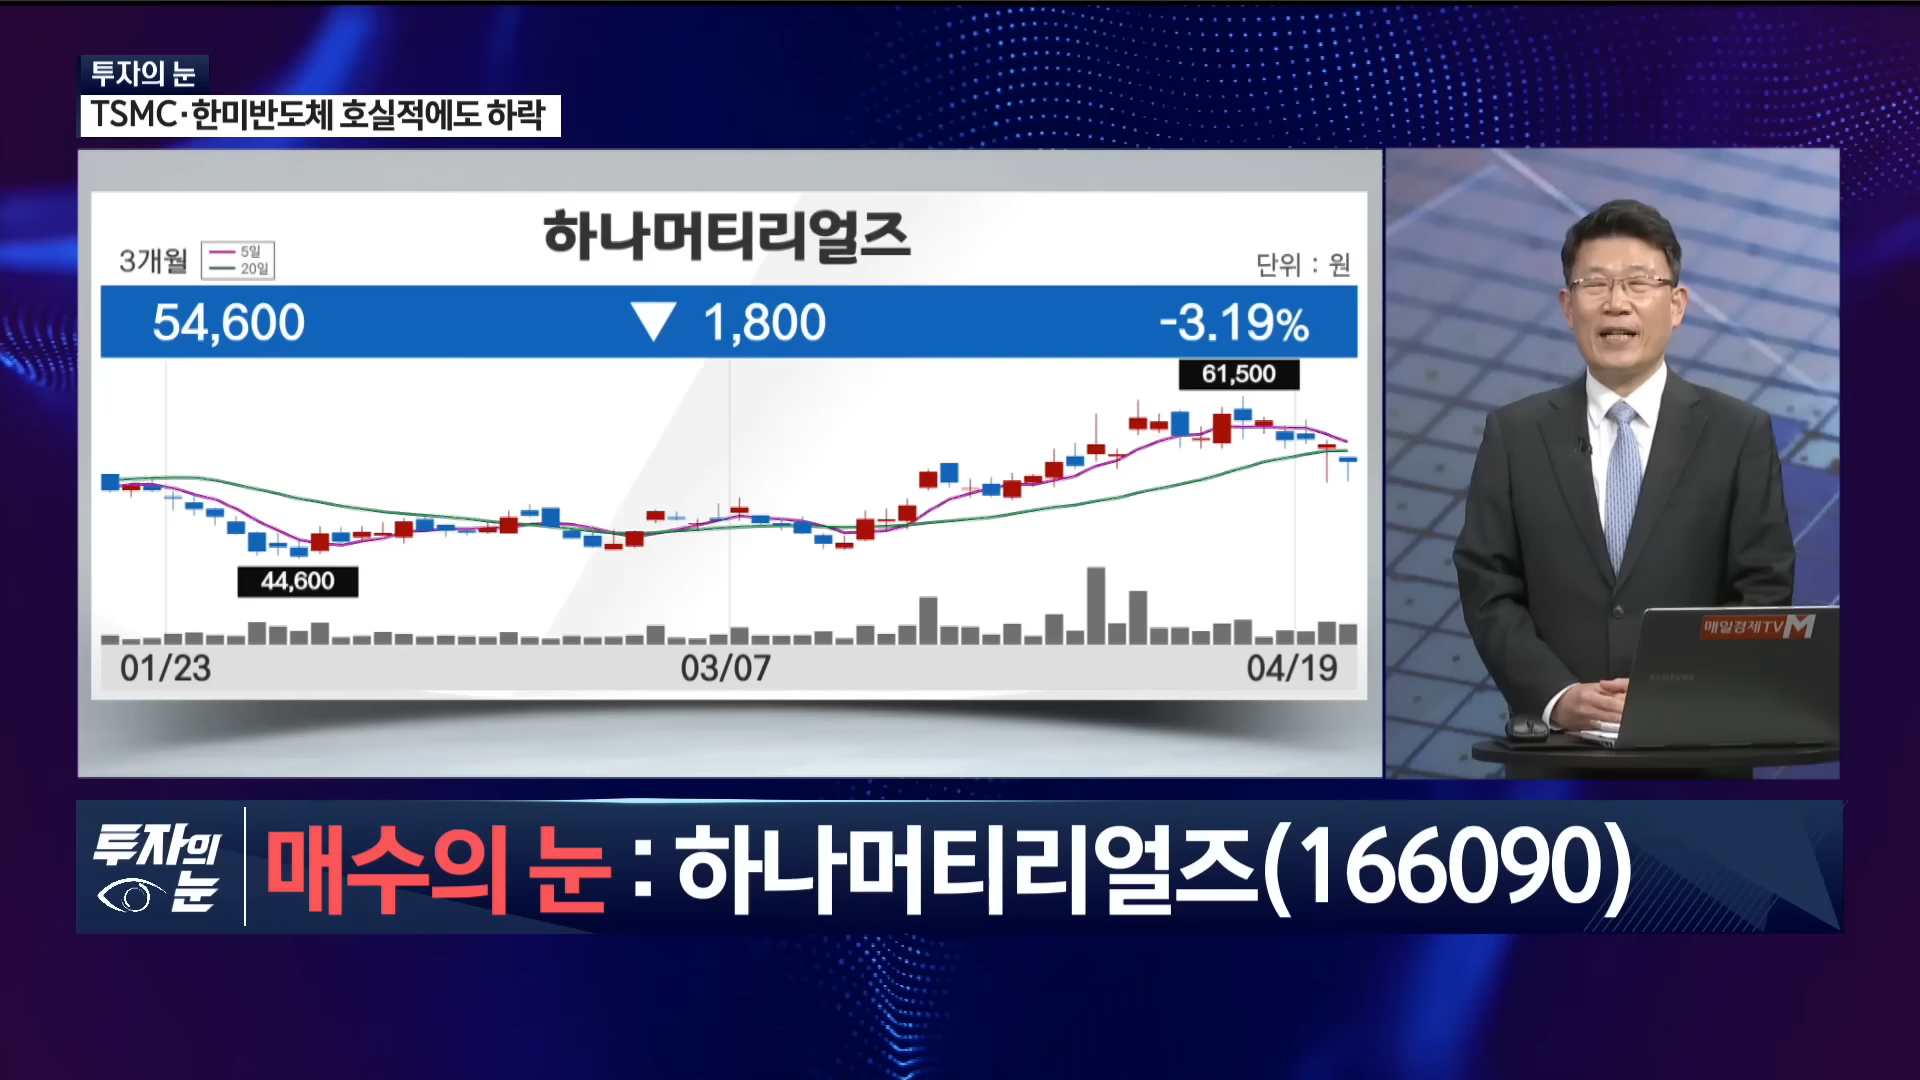 투자의 눈
TSMC·한미반도체 호실적에도 하락
하나머티리얼즈
3개월
5일
20일
단위 : 원
54,600 ▼ 1,800 -3.19%
61,500
44,600
01/23 03/07 04/19
매일경제TV M
SAMSUNG
투자의 눈
매수의 눈 : 하나머티리얼즈(166090)